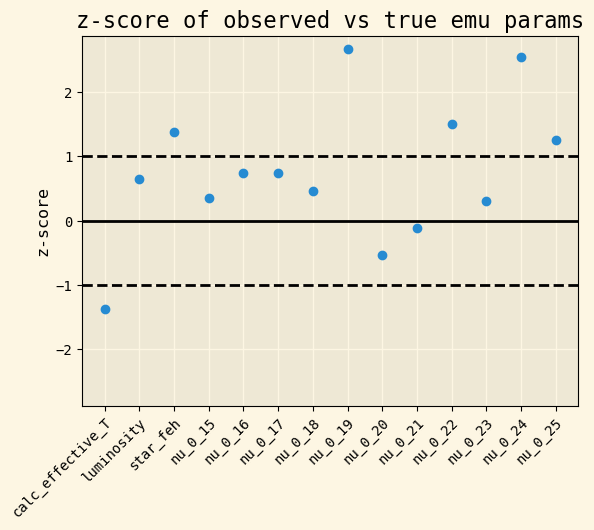 z-score of observed vs true emu params
z-score
2
1
0
−1
−2
calc_effective_T
luminosity
star_feh
nu_0_15
nu_0_16
nu_0_17
nu_0_18
nu_0_19
nu_0_20
nu_0_21
nu_0_22
nu_0_23
nu_0_24
nu_0_25